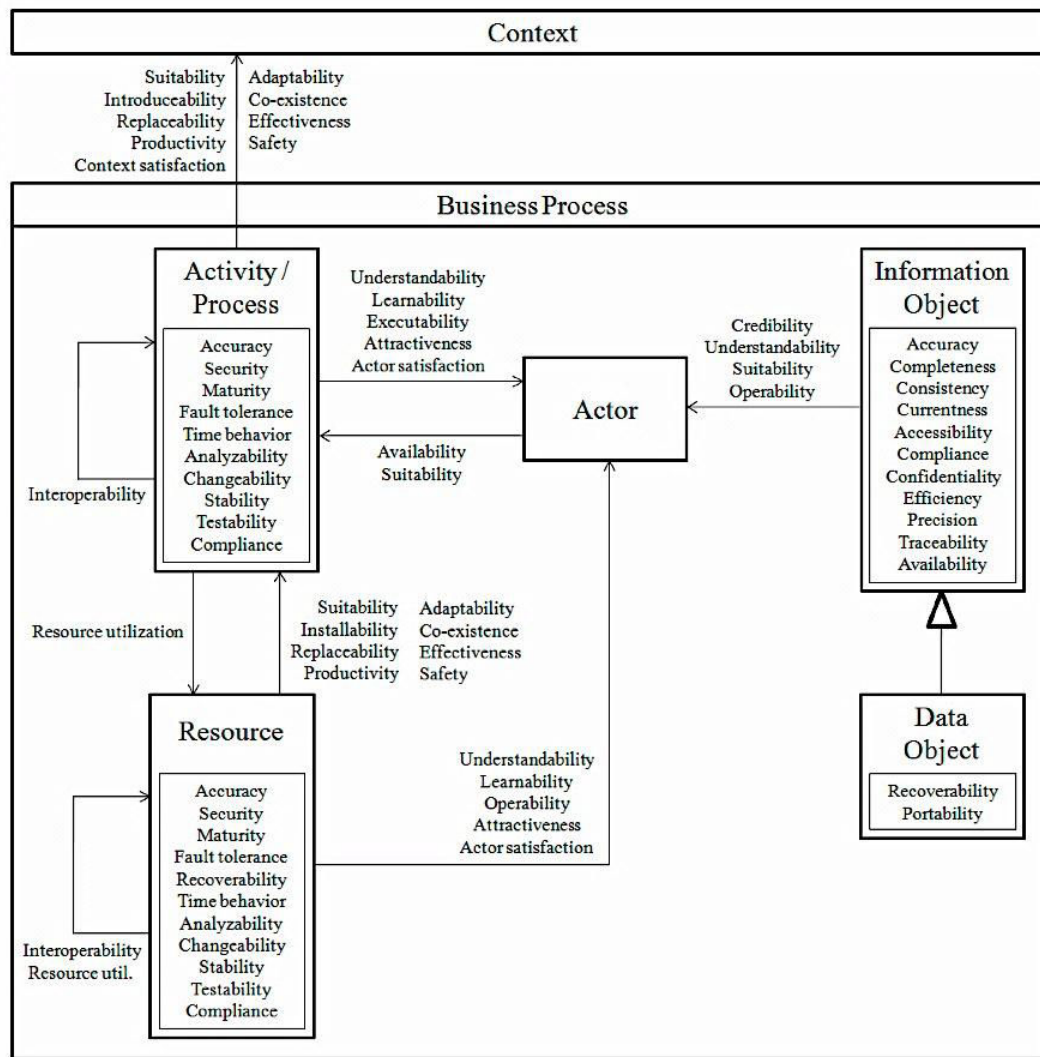 Context
Suitability
Introduceability
Replaceability
Productivity
Context satisfaction
Adaptability
Co-existence
Effectiveness
Safety
Business Process
Activity /
Process
Accuracy
Security
Maturity
Fault tolerance
Time behavior
Analyzability
Changeability
Stability
Testability
Compliance
Interoperability
Understandability
Learnability
Executability
Attractiveness
Actor satisfaction
Availability
Suitability
Actor
Credibility
Understandability
Suitability
Operability
Information
Object
Accuracy
Completeness
Consistency
Currentness
Accessibility
Compliance
Confidentiality
Efficiency
Precision
Traceability
Availability
Resource utilization
Suitability
Installability
Replaceability
Productivity
Adaptability
Co-existence
Effectiveness
Safety
Resource
Accuracy
Security
Maturity
Fault tolerance
Recoverability
Time behavior
Analyzability
Changeability
Stability
Testability
Compliance
Interoperability
Resource util.
Understandability
Learnability
Operability
Attractiveness
Actor satisfaction
Data
Object
Recoverability
Portability